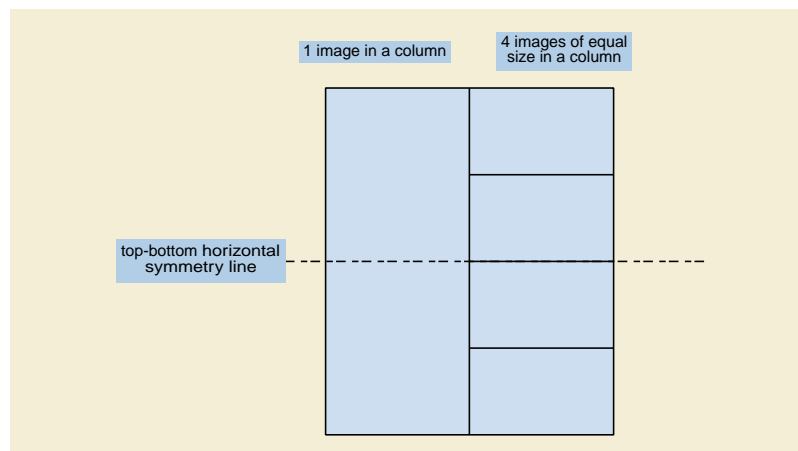 1 image in a column
4 images of equal
size in a column
top-bottom horizontal
symmetry line